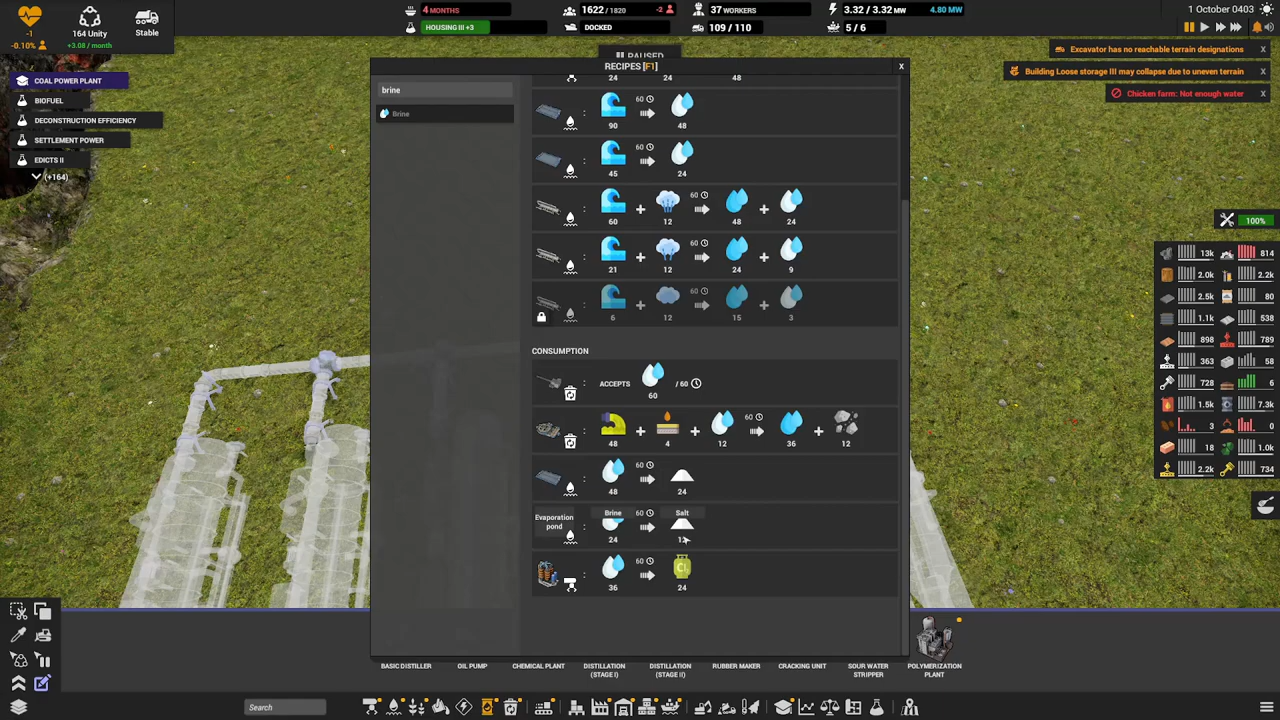 -1
-0.10%
164 Unity
+3.08 / month
Stable
4 MONTHS
HOUSING III +3
1622 / 1820
-2
DOCKED
37 WORKERS
109 / 110
3.32 / 3.32 MW
4.80 MW
5 / 6
1 October 0403
COAL POWER PLANT
BIOFUEL
DECONSTRUCTION EFFICIENCY
SETTLEMENT POWER
EDICTS II
(+164)
PAUSED
Excavator has no reachable terrain designations X
Building Loose storage III may collapse due to uneven terrain X
Chicken farm: Not enough water X
RECIPES [F1] X
brine
Brine
24 24 48
60
90 48
60
45 24
60
60 + 12 48 + 24
60
21 + 12 24 + 9
60
6 + 12 15 + 3
CONSUMPTION
: ACCEPTS / 60
60
60
48 + 4 + 12 36 + 12
60
48 24
Evaporation pond : Brine 60 Salt
24 12
60
36 Cl 24
100%
13k 814
2.0k 2.2k
2.5k 80
1.1k 538
898 789
363 58
728 6
1.5k 7.3k
3 0
18 1.0k
2.2k 734
BASIC DISTILLER
OIL PUMP
CHEMICAL PLANT
DISTILLATION (STAGE I)
DISTILLATION (STAGE II)
RUBBER MAKER
CRACKING UNIT
SOUR WATER STRIPPER
POLYMERIZATION PLANT
Search